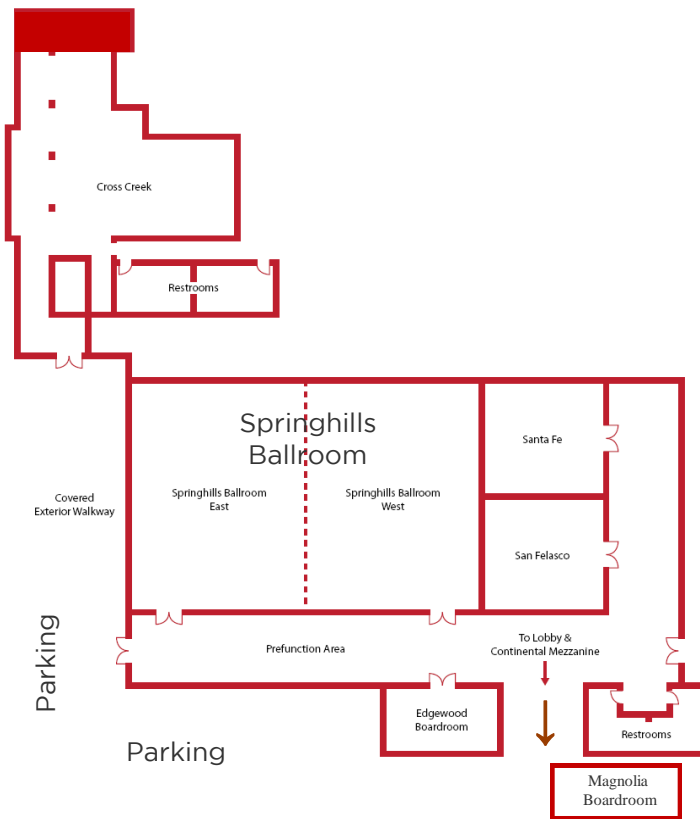 Cross Creek
Restrooms
Springhills
Ballroom
Santa Fe
Springhills Ballroom
East
Springhills Ballroom
West
Covered
Exterior Walkway
San Felasco
Parking
Prefunction Area
To Lobby &
Continental Mezzanine
Edgewood
Boardroom
Restrooms
Parking
Magnolia
Boardroom